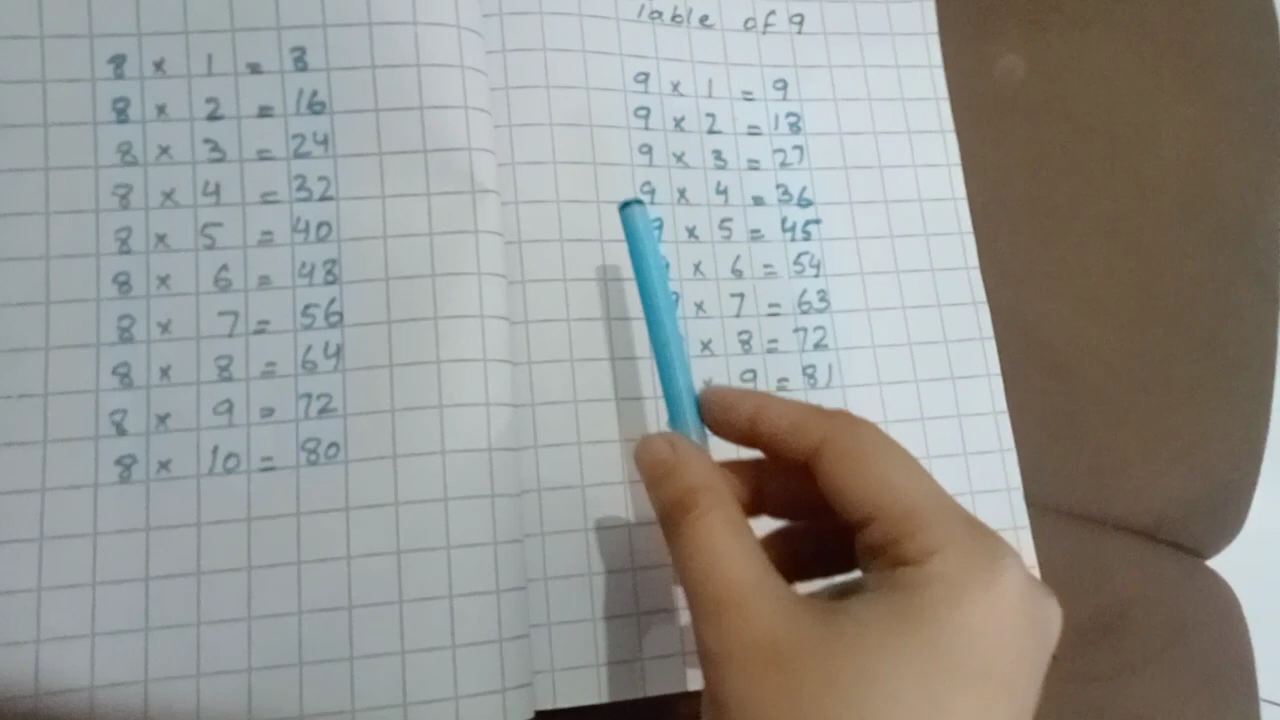 8 × 1 = 8
8 × 2 = 16
8 × 3 = 24
8 × 4 = 32
8 × 5 = 40
8 × 6 = 48
8 × 7 = 56
8 × 8 = 64
8 × 9 = 72
8 × 10 = 80
Table of 9
9 × 1 = 9
9 × 2 = 18
9 × 3 = 27
9 × 4 = 36
9 × 5 = 45
× 6 = 54
9 × 7 = 63
× 8 = 72
× 9 = 81